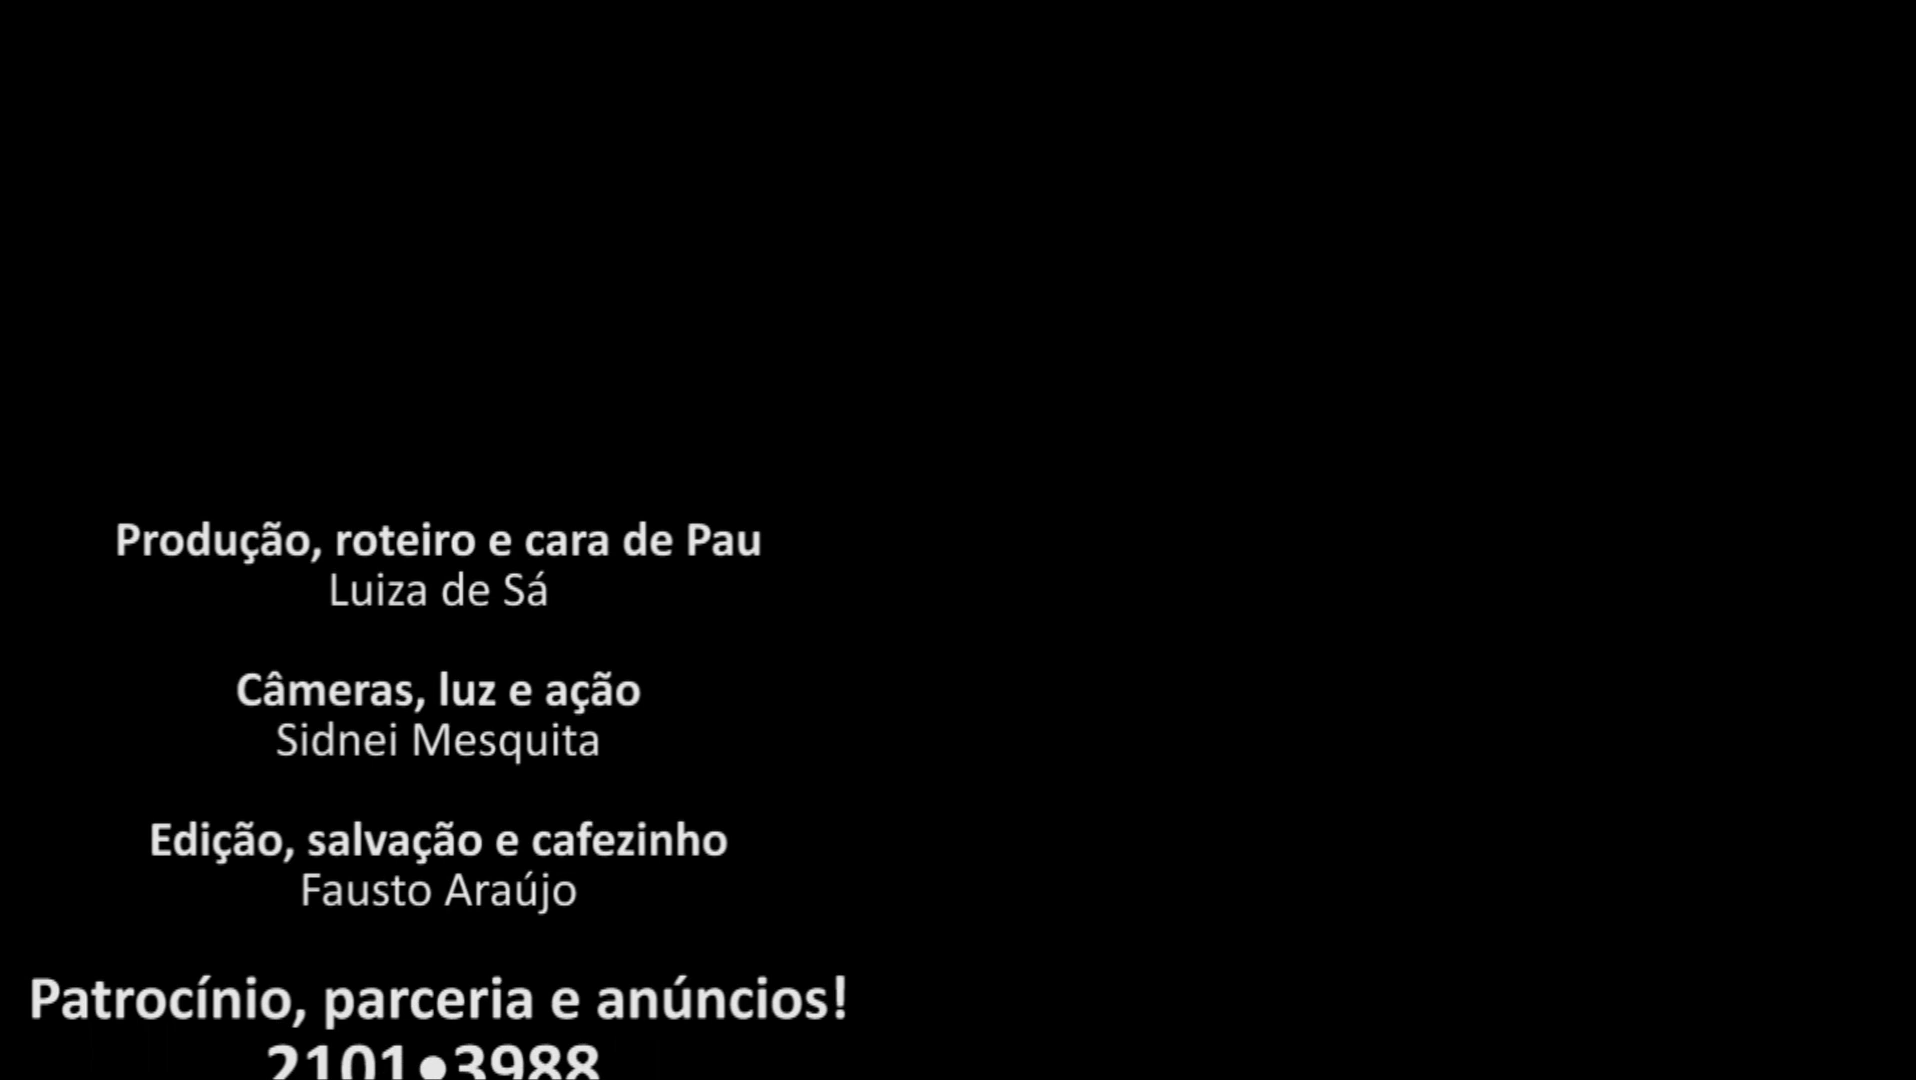 Produção, roteiro e cara de Pau
Luiza de Sá
Câmeras, luz e ação
Sidnei Mesquita
Edição, salvação e cafezinho
Fausto Araújo
Patrocínio, parceria e anúncios!
2101•3988